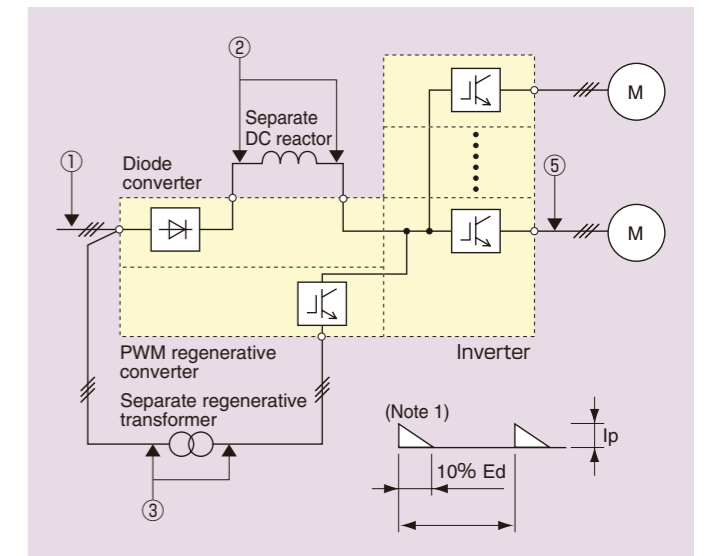 ②
Separate
DC reactor
M
①
Diode
converter
⑤
M
PWM regenerative
converter
Inverter
Separate regenerative
transformer
(Note 1)
Ip
10% Ed
③